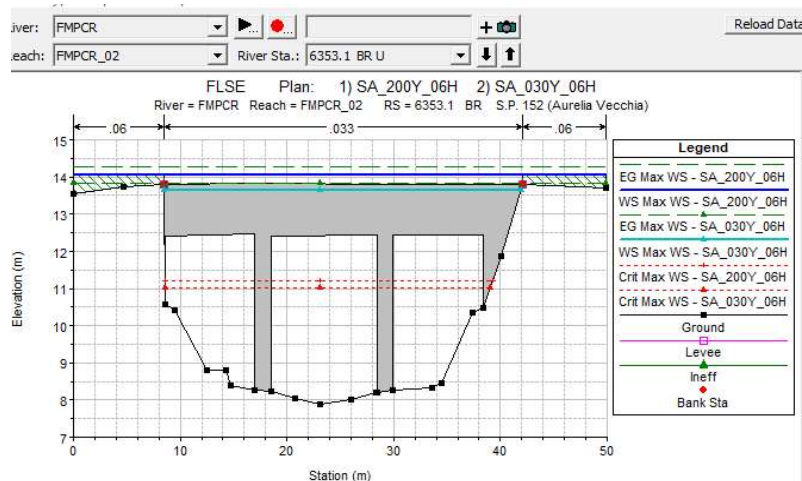 iver: FMPCR ... ... + Reload Data
each: FMPCR_02 River Sta.: 6353.1 BR U
FLSE Plan: 1) SA_200Y_06H 2) SA_030Y_06H
River = FMPCR Reach = FMPCR_02 RS = 6353.1 BR S.P. 152 (Aurelia Vecchia)
.06 .033 .06
15
14
13
12
11
10
9
8
7
Elevation (m)
0 10 20 30 40 50
Station (m)
Legend
EG Max WS - SA_200Y_06H
WS Max WS - SA_200Y_06H
EG Max WS - SA_030Y_06H
WS Max WS - SA_030Y_06H
Crit Max WS - SA_200Y_06H
Crit Max WS - SA_030Y_06H
Ground
Levee
Ineff
Bank Sta